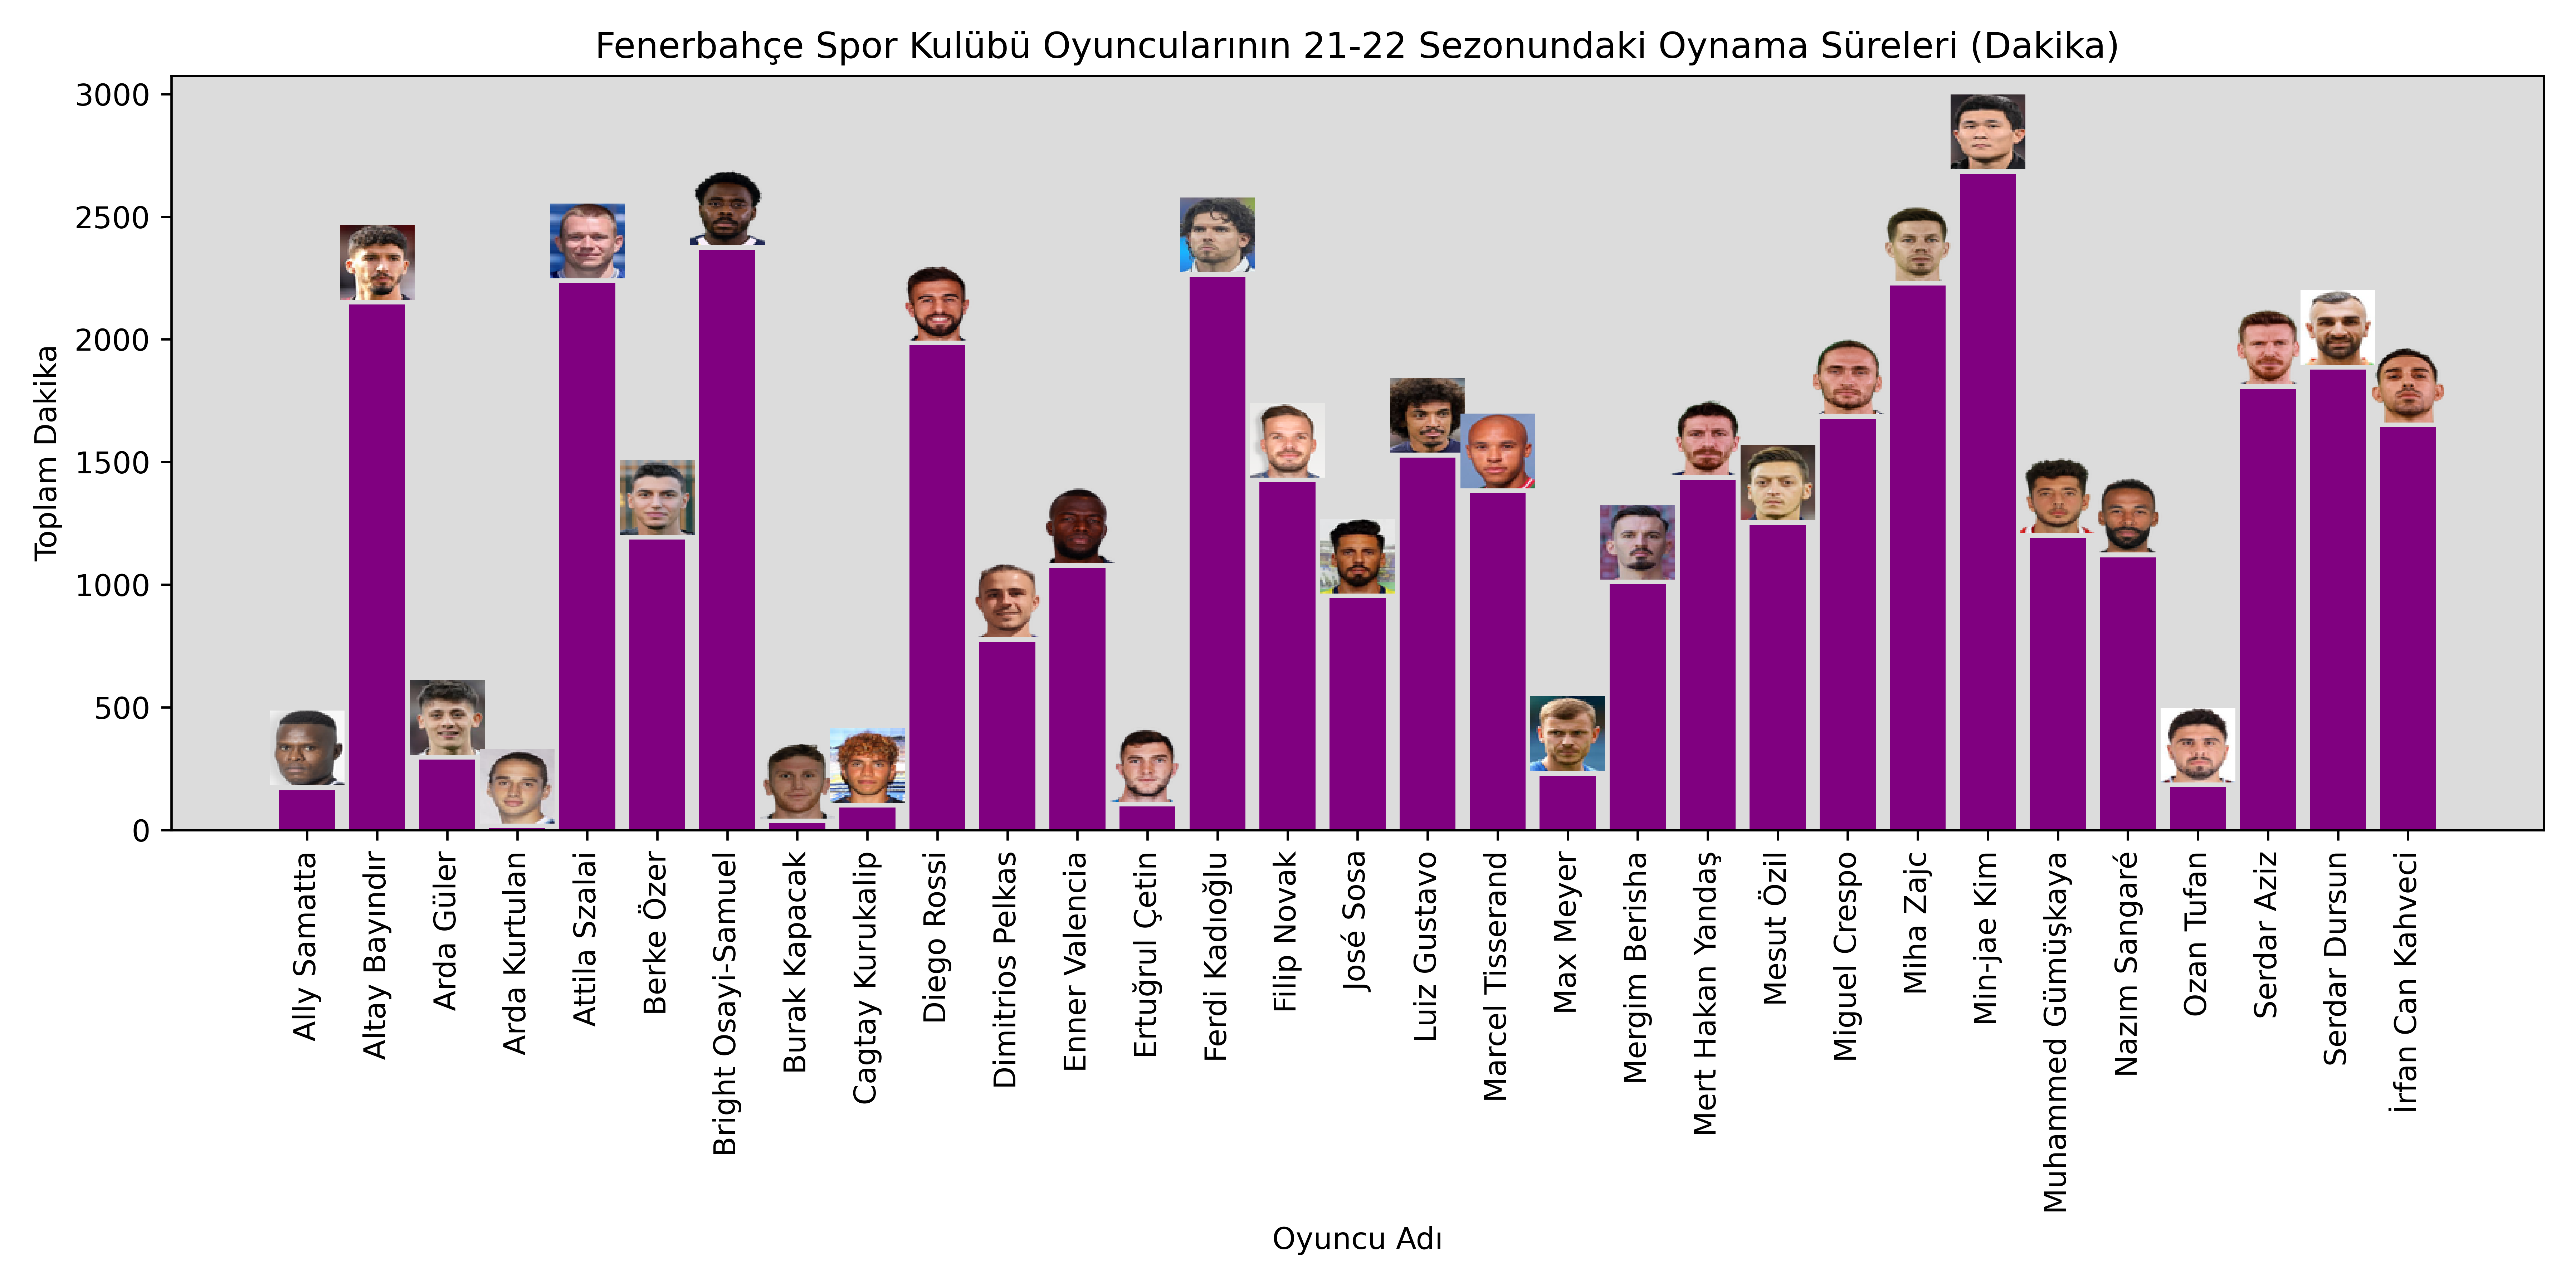 Fenerbahçe Spor Kulübü Oyuncularının 21-22 Sezonundaki Oynama Süreleri (Dakika)
Toplam Dakika
3000
2500
2000
1500
1000
500
0
Ally Samatta
Altay Bayındır
Arda Güler
Arda Kurtulan
Attila Szalai
Berke Özer
Bright Osayi-Samuel
Burak Kapacak
Cagtay Kurukalip
Diego Rossi
Dimitrios Pelkas
Enner Valencia
Ertuğrul Çetin
Ferdi Kadıoğlu
Filip Novak
José Sosa
Luiz Gustavo
Marcel Tisserand
Max Meyer
Mergim Berisha
Mert Hakan Yandaş
Mesut Özil
Miguel Crespo
Miha Zajc
Min-jae Kim
Muhammed Gümüşkaya
Nazım Sangaré
Ozan Tufan
Serdar Aziz
Serdar Dursun
İrfan Can Kahveci
Oyuncu Adı